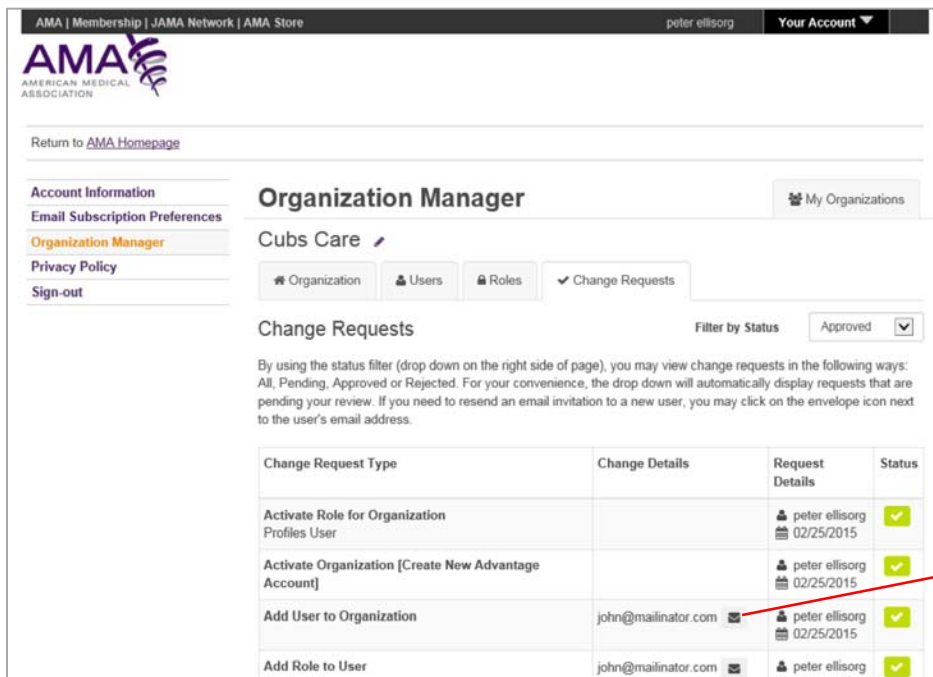 AMA | Membership | JAMA Network | AMA Store peter ellisorg Your Account
AMA
AMERICAN MEDICAL
ASSOCIATION
Return to AMA Homepage
Account Information
Email Subscription Preferences
Organization Manager
Privacy Policy
Sign-out
Organization Manager
My Organizations
Cubs Care
Organization Users Roles Change Requests
Change Requests Filter by Status Approved
By using the status filter (drop down on the right side of page), you may view change requests in the following ways:
All, Pending, Approved or Rejected. For your convenience, the drop down will automatically display requests that are
pending your review. If you need to resend an email invitation to a new user, you may click on the envelope icon next
to the user's email address.
Change Request Type Change Details Request Status
Details
Activate Role for Organization peter ellisorg
Profiles User 02/25/2015
Activate Organization [Create New Advantage peter ellisorg
Account] 02/25/2015
Add User to Organization john@mailinator.com peter ellisorg
02/25/2015
Add Role to User john@mailinator.com peter ellisorg